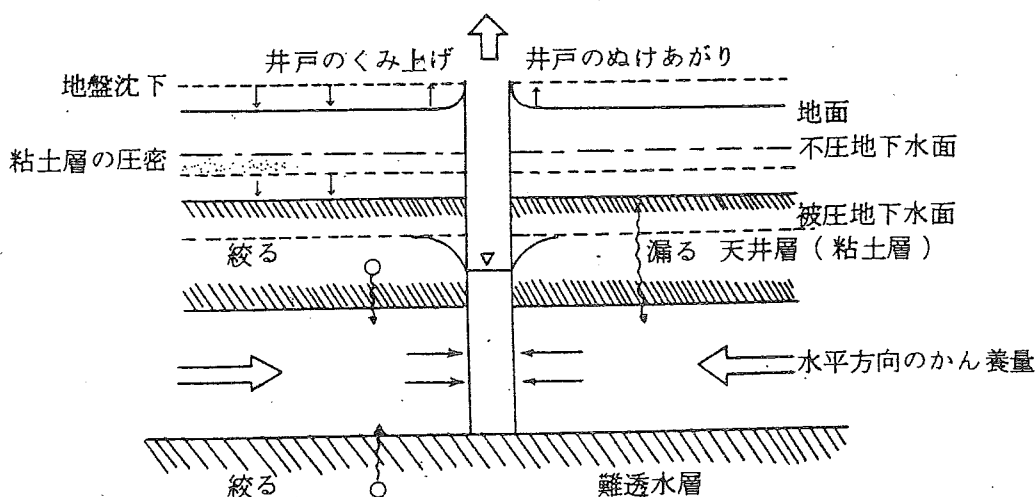 井戸のくみ上げ
井戸のぬけあがり
地盤沈下
地面
粘土層の圧密
不圧地下水面
被圧地下水面
絞る
漏る 天井層(粘土層)
水平方向のかん養量
絞る
難透水層